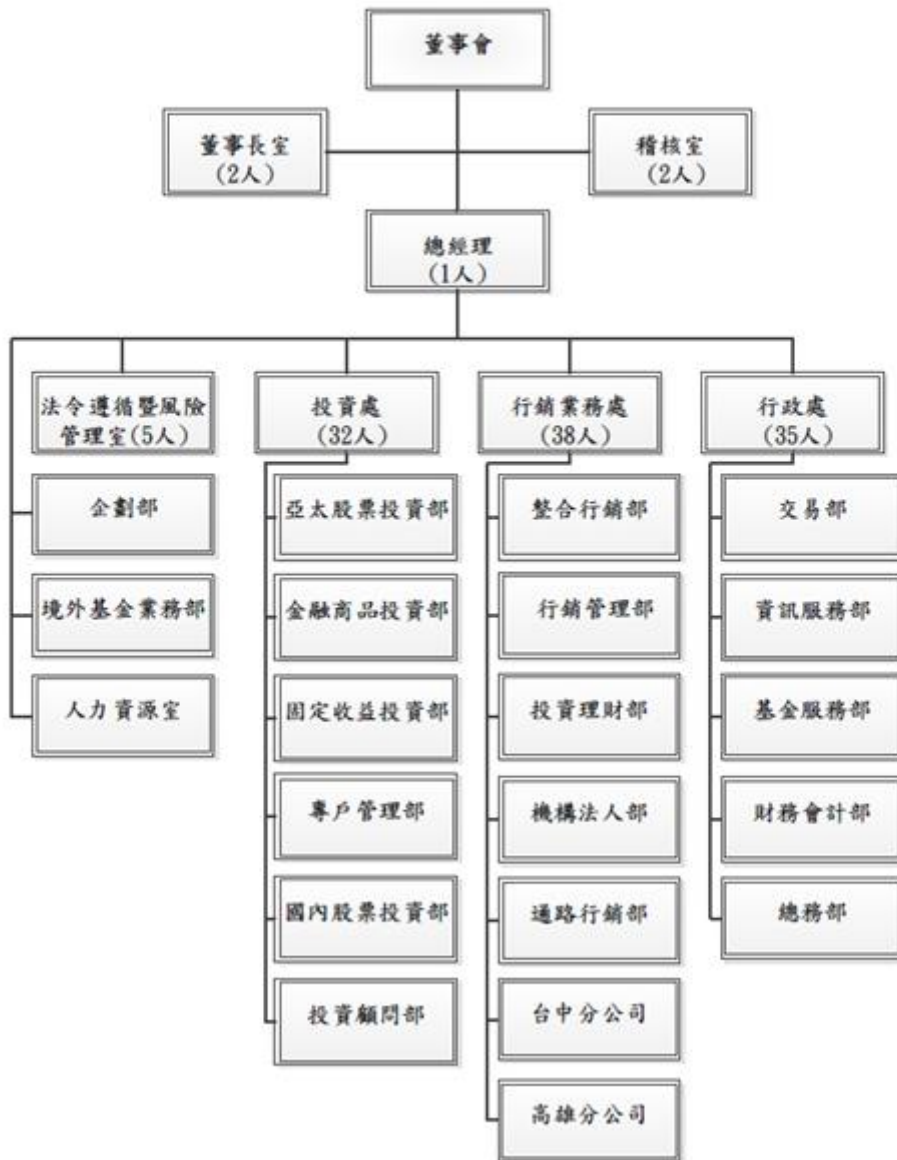 董事會
董事長室
(2人)
稽核室
(2人)
總經理
(1人)
法令遵循暨風險
管理室(5人)
投資處
(32人)
行銷業務處
(38人)
行政處
(35人)
企劃部
亞太股票投資部
整合行銷部
交易部
境外基金業務部
金融商品投資部
行銷管理部
資訊服務部
人力資源室
固定收益投資部
投資理財部
基金服務部
專戶管理部
機構法人部
財務會計部
國內股票投資部
通路行銷部
總務部
投資顧問部
台中分公司
高雄分公司